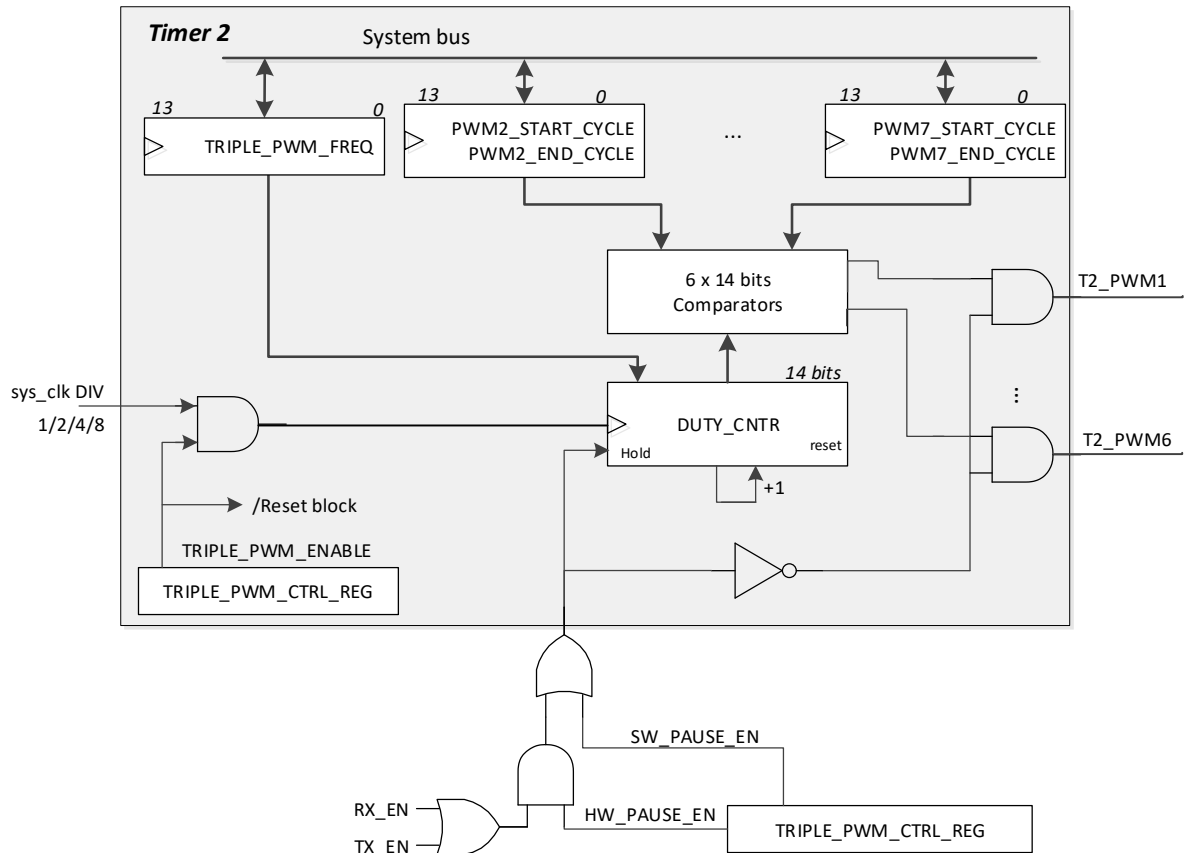 Timer 2
System bus
13
0
TRIPLE_PWM_FREQ
13
0
PWM2_START_CYCLE
PWM2_END_CYCLE
...
13
0
PWM7_START_CYCLE
PWM7_END_CYCLE
6 x 14 bits
Comparators
T2_PWM1
...
T2_PWM6
sys_clk DIV
1/2/4/8
14 bits
DUTY_CNTR
Hold
reset
+1
/Reset block
TRIPLE_PWM_ENABLE
TRIPLE_PWM_CTRL_REG
SW_PAUSE_EN
RX_EN
TX_EN
HW_PAUSE_EN
TRIPLE_PWM_CTRL_REG